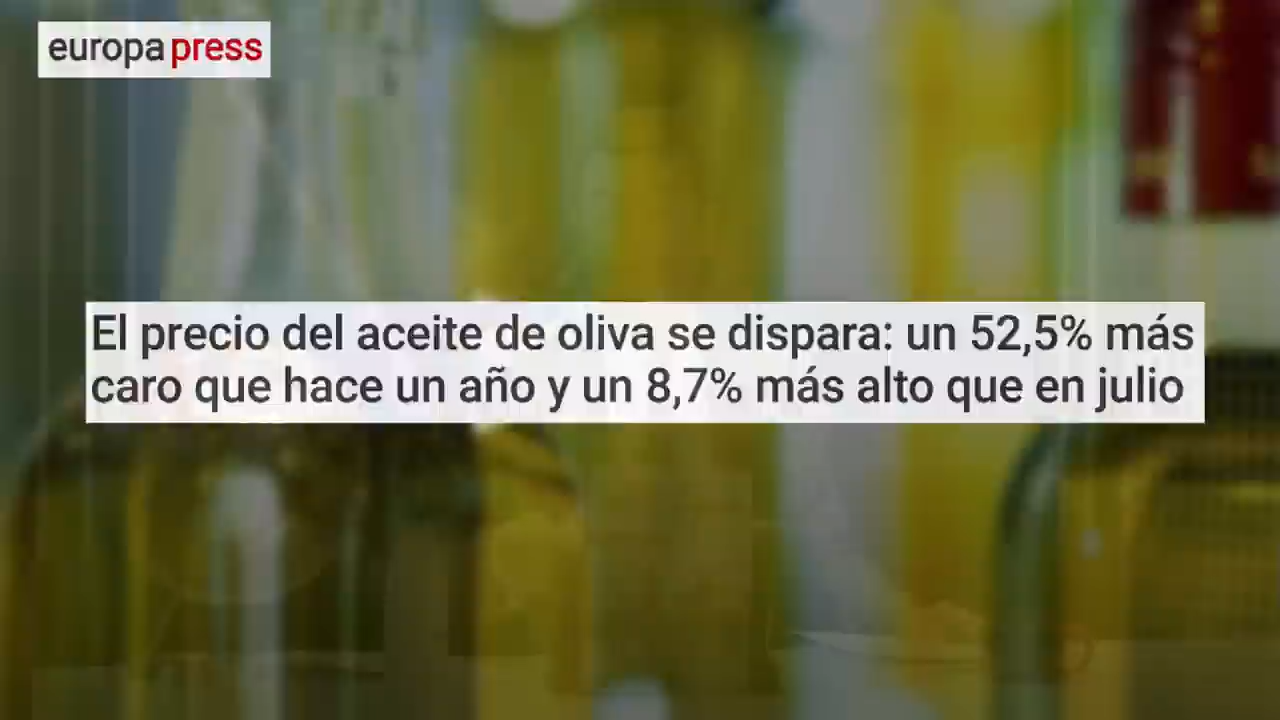 europa press
El precio del aceite de oliva se dispara: un 52,5% más
caro que hace un año y un 8,7% más alto que en julio